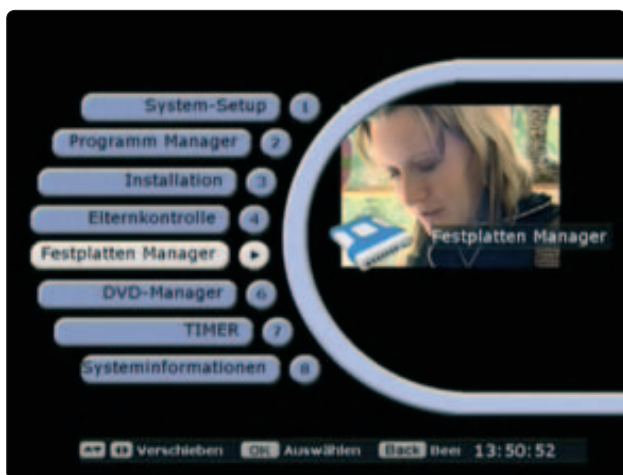 System-Setup 1
Programm Manager 2
Installation 3
Elternkontrolle 4
Festplatten Manager
DVD-Manager 6
TIMER 7
Systeminformationen 8
Festplatten Manager
Verschieben OK Auswählen Back Been 13:50:52